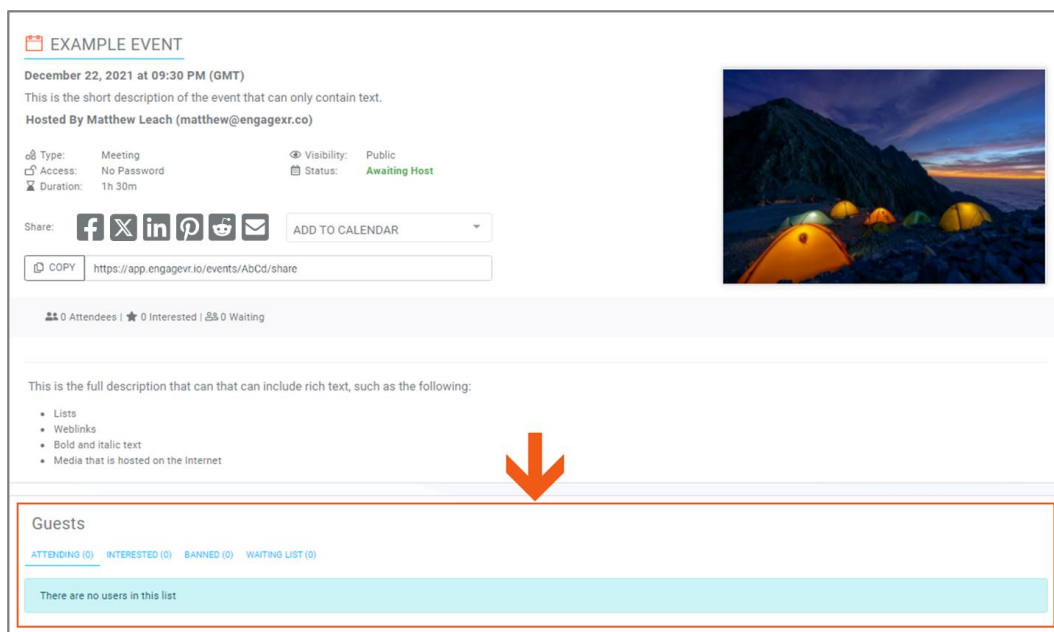 EXAMPLE EVENT
December 22, 2021 at 09:30 PM (GMT)
This is the short description of the event that can only contain text.
Hosted By Matthew Leach (matthew@engagexr.co)
Type: Meeting Visibility: Public
Access: No Password Status: Awaiting Host
Duration: 1h 30m
Share: ADD TO CALENDAR
COPY https://app.engagevr.io/events/AbCd/share
0 Attendees | 0 Interested | 0 Waiting
This is the full description that can that can include rich text, such as the following:
• Lists
• Weblinks
• Bold and italic text
• Media that is hosted on the Internet
Guests
ATTENDING (0) INTERESTED (0) BANNED (0) WAITING LIST (0)
There are no users in this list